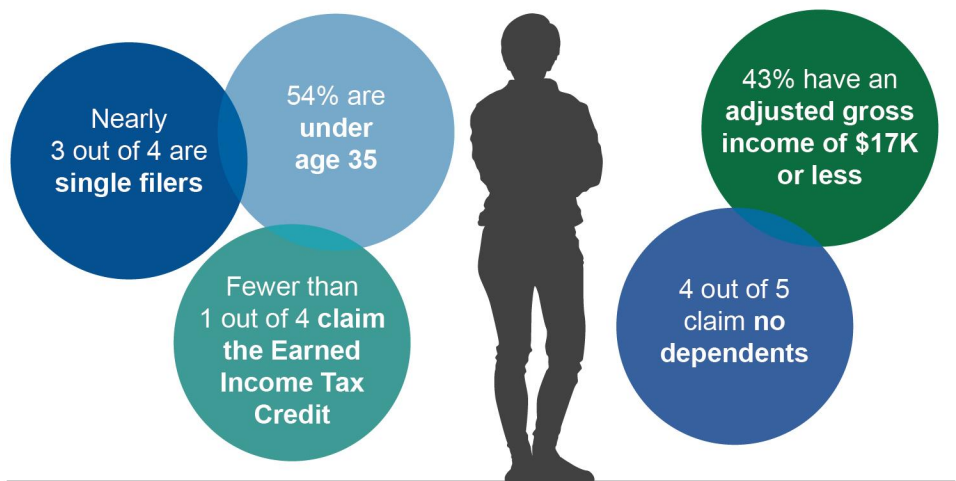 Nearly
3 out of 4 are
single filers
54% are
under
age 35
Fewer than
1 out of 4 claim
the Earned
Income Tax
Credit
43% have an
adjusted gross
income of $17K
or less
4 out of 5
claim no
dependents